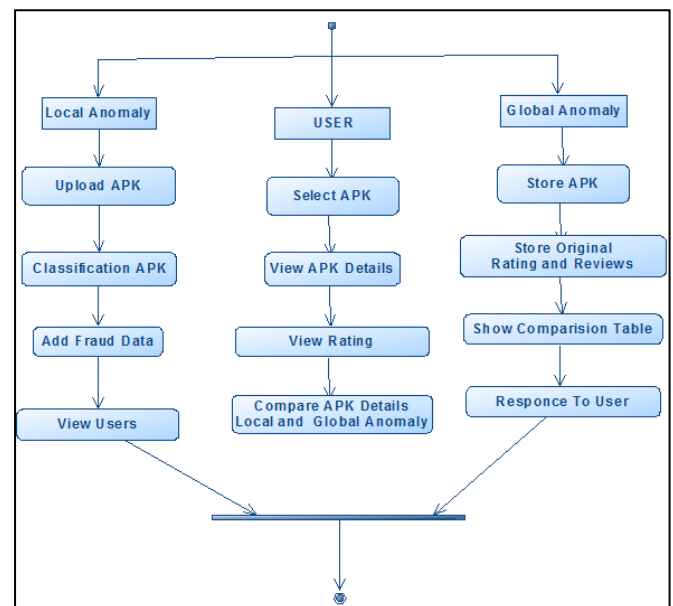 Local Anomaly
Upload APK
Classification APK
Add Fraud Data
View Users
USER
Select APK
View APK Details
View Rating
Compare APK Details
Local and Global Anomaly
Global Anomaly
Store APK
Store Original
Rating and Reviews
Show Comparision Table
Responce To User